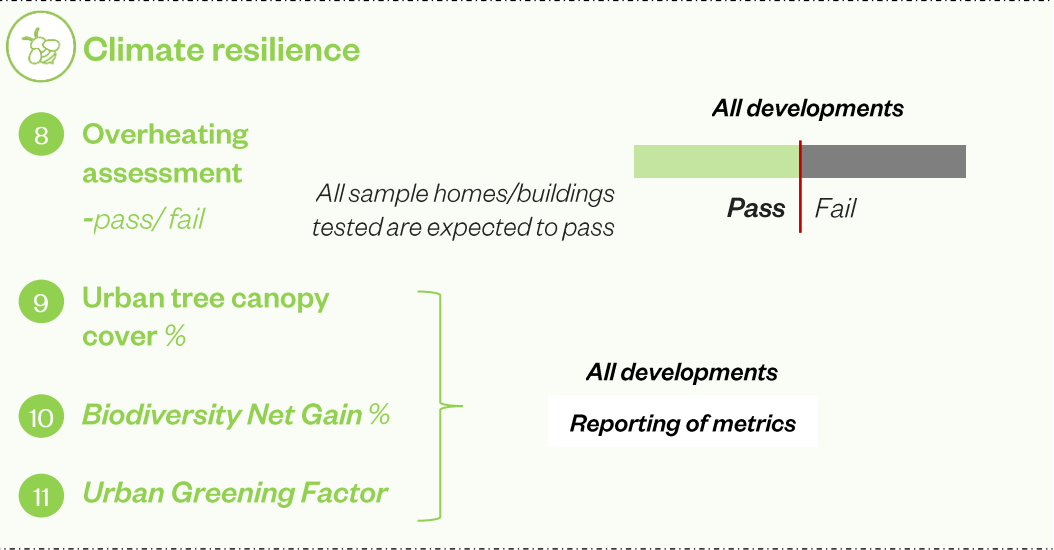 Climate resilience
8
Overheating
assessment
-pass/ fail
All sample homes/buildings
tested are expected to pass
All developments
Pass
Fail
9
Urban tree canopy
cover %
10
Biodiversity Net Gain %
11
Urban Greening Factor
All developments
Reporting of metrics